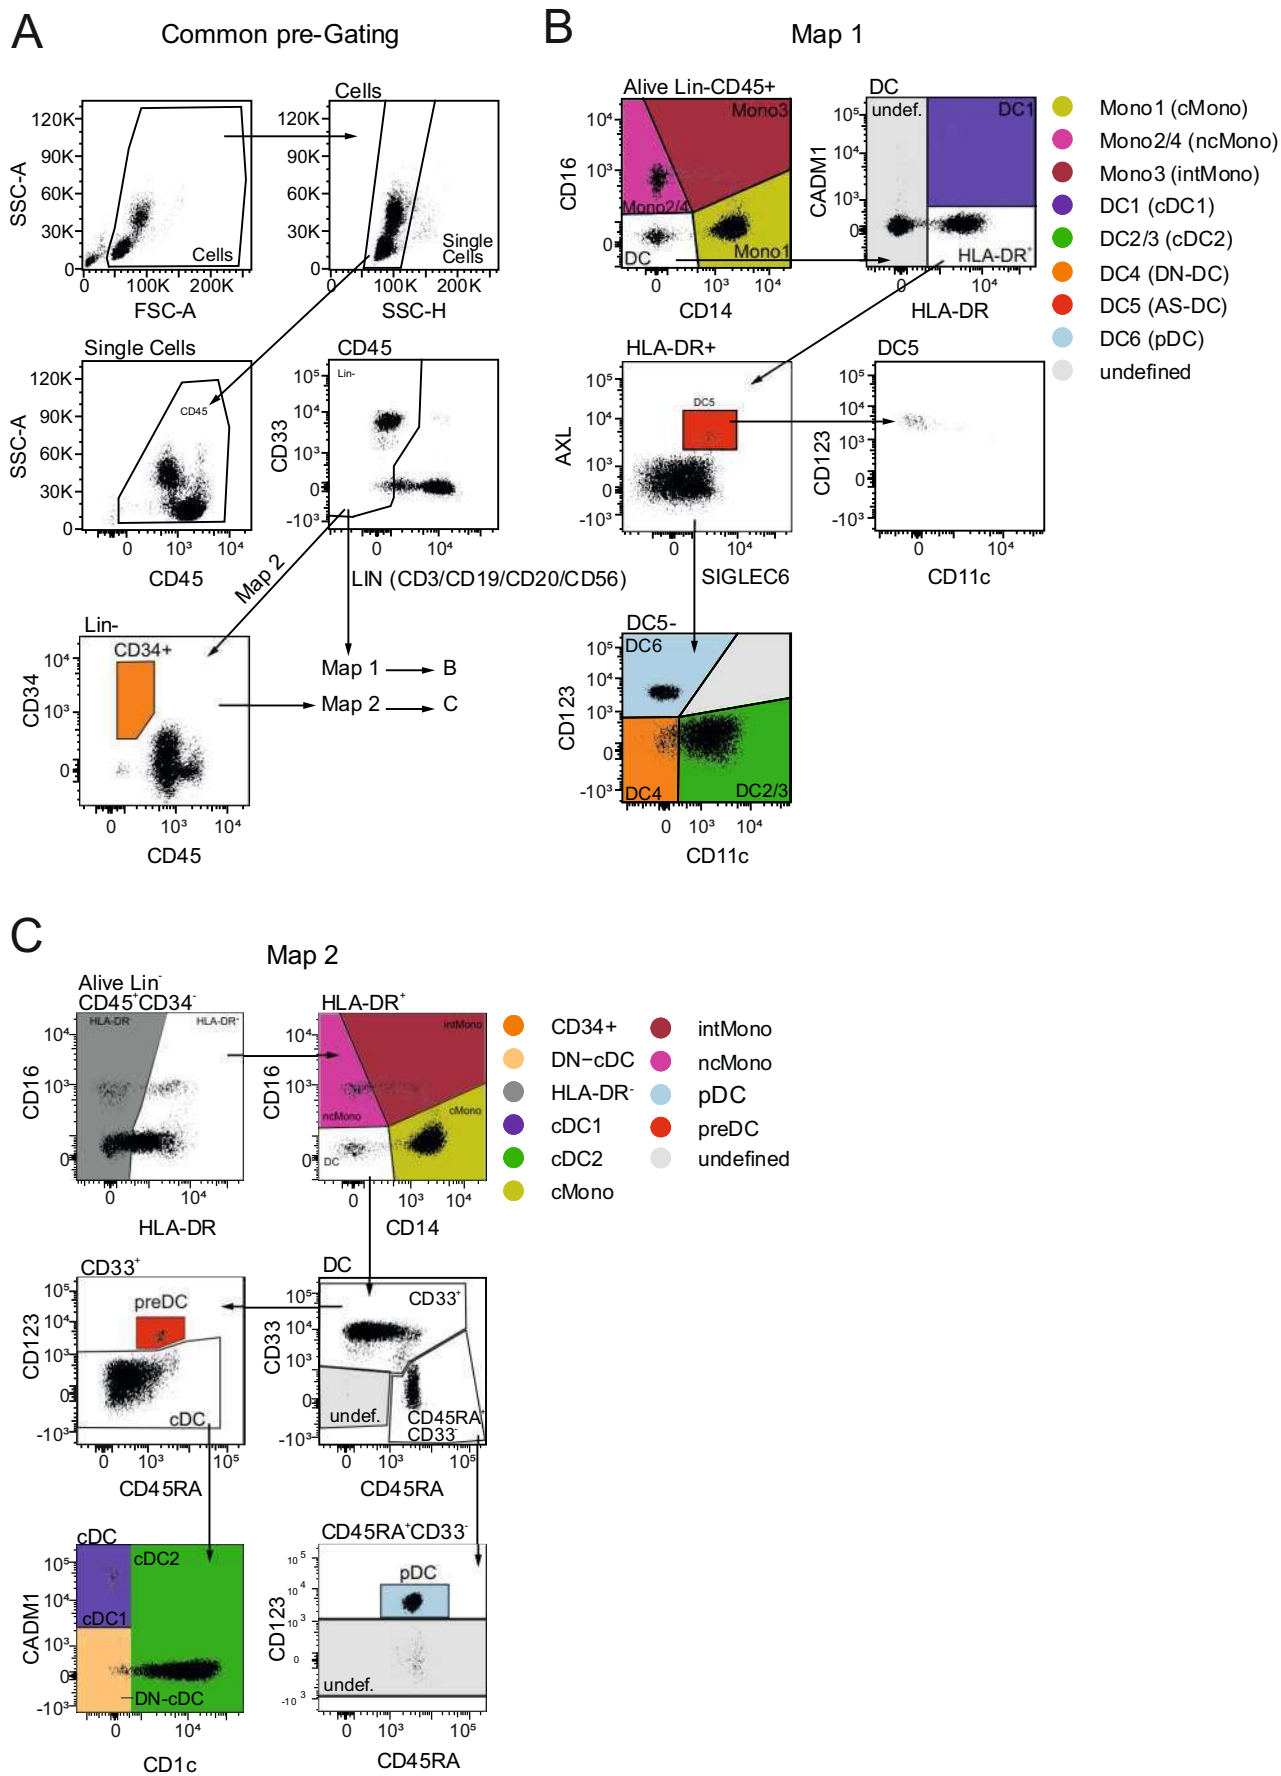 A
Common pre-Gating
SSC-A
120K
90K
60K
30K
0
Cells
0
100K
200K
FSC-A
Cells
120K
90K
60K
30K
0
Single
Cells
0
100K
200K
SSC-H
Single Cells
SSC-A
120K
90K
60K
30K
0
CD45
0
10³
10⁴
CD45
CD45
CD33
Lin-
10⁵
10⁴
10³
0
-10³
0
10⁴
LIN (CD3/CD19/CD20/CD56)
Map 2
Lin-
CD34
CD34+
10⁴
10³
0
0
10³
10⁴
CD45
Map 1
B
Map 2
C
B
Map 1
Alive Lin-CD45+
CD16
10⁴
10³
0
Mono3
Mono2/4
DC
Mono1
0
10³
10⁴
CD14
DC
CADM1
10⁵
10³
0
undef.
DC1
HLA-DR⁺
0
10⁴
HLA-DR
Mono1 (cMono)
Mono2/4 (ncMono)
Mono3 (intMono)
DC1 (cDC1)
DC2/3 (cDC2)
DC4 (DN-DC)
DC5 (AS-DC)
DC6 (pDC)
undefined
HLA-DR+
AXL
10⁵
10⁴
10³
0
-10³
DC5
0
10⁴
SIGLEC6
DC5
CD123
10⁵
10⁴
10³
0
-10³
0
10⁴
CD11c
DC5-
CD123
10⁵
10⁴
10³
0
-10³
DC6
DC4
DC2/3
0
10³
10⁴
CD11c
C
Map 2
Alive Lin⁻
CD45⁺CD34⁻
CD16
10⁴
10³
0
HLA-DR⁻
HLA-DR⁺
0
10⁴
HLA-DR
HLA-DR⁺
CD16
10⁴
10³
0
intMono
ncMono
cMono
DC
0
10³
10⁴
CD14
CD34+
DN−cDC
HLA-DR⁻
cDC1
cDC2
cMono
intMono
ncMono
pDC
preDC
undefined
CD33⁺
CD123
10⁵
10⁴
10³
0
-10³
preDC
cDC
0
10³
10⁵
CD45RA
DC
CD33
10⁵
10⁴
10³
0
-10³
CD33⁺
undef.
CD45RA⁺
CD33⁻
0
10³
10⁵
CD45RA
cDC
CADM1
10⁵
10⁴
10³
0
-10³
cDC2
cDC1
DN-cDC
0
10⁴
CD1c
CD45RA⁺CD33⁻
CD123
10⁵
10⁴
10³
0
-10³
pDC
undef.
0
10³
10⁵
CD45RA